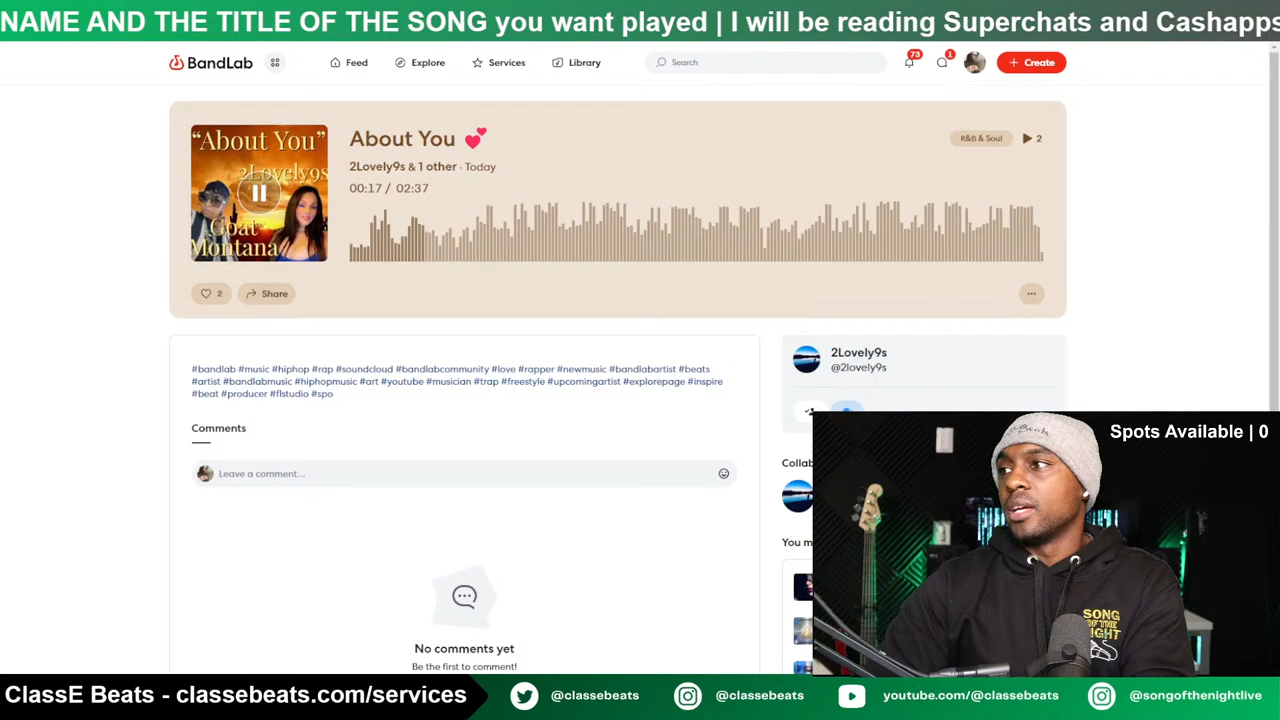 NAME AND THE TITLE OF THE SONG you want played | I will be reading Superchats and Cashapps
BandLab
Feed
Explore
Services
Library
Search
73
1
+ Create
"About You"
2Lovely9s
Goat
Montana
About You
R&B & Soul
2
2Lovely9s & 1 other · Today
00:17 / 02:37
2
Share
#bandlab #music #hiphop #rap #soundcloud #bandlabcommunity #love #rapper #newmusic #bandlabartist #beats
#artist #bandlabmusic #hiphopmusic #art #youtube #musician #trap #freestyle #upcomingartist #explorepage #inspire
#beat #producer #flstudio #spo
Comments
Leave a comment...
No comments yet
Be the first to comment!
2Lovely9s
@2lovely9s
Collab
You m
Spots Available | 0
SONG
OF THE
NIGHT
ClassE Beats - classebeats.com/services
@classebeats
@classebeats
youtube.com/@classebeats
@songofthenightlive